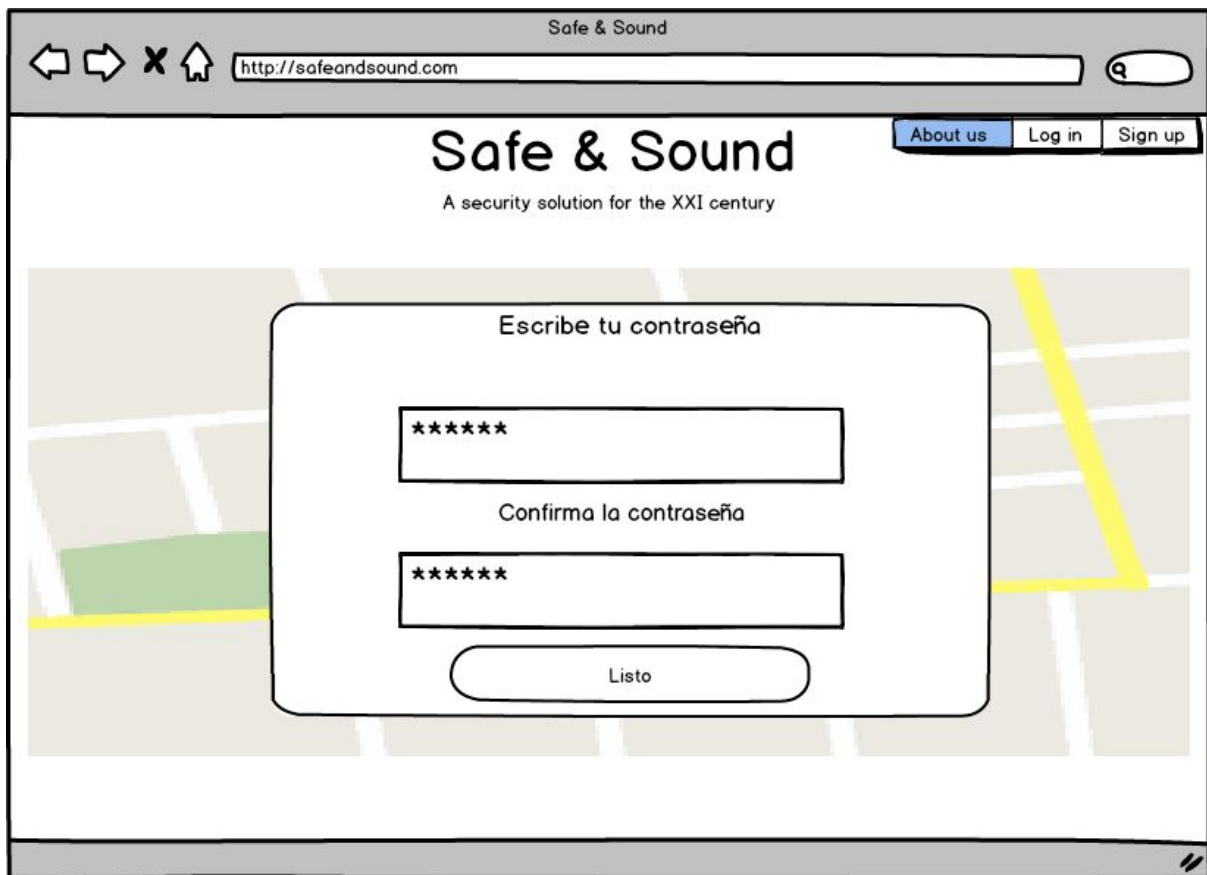 Safe & Sound
http://safeandsound.com
About us Log in Sign up
Safe & Sound
A security solution for the XXI century
Escribe tu contraseña
******
Confirma la contraseña
******
Listo